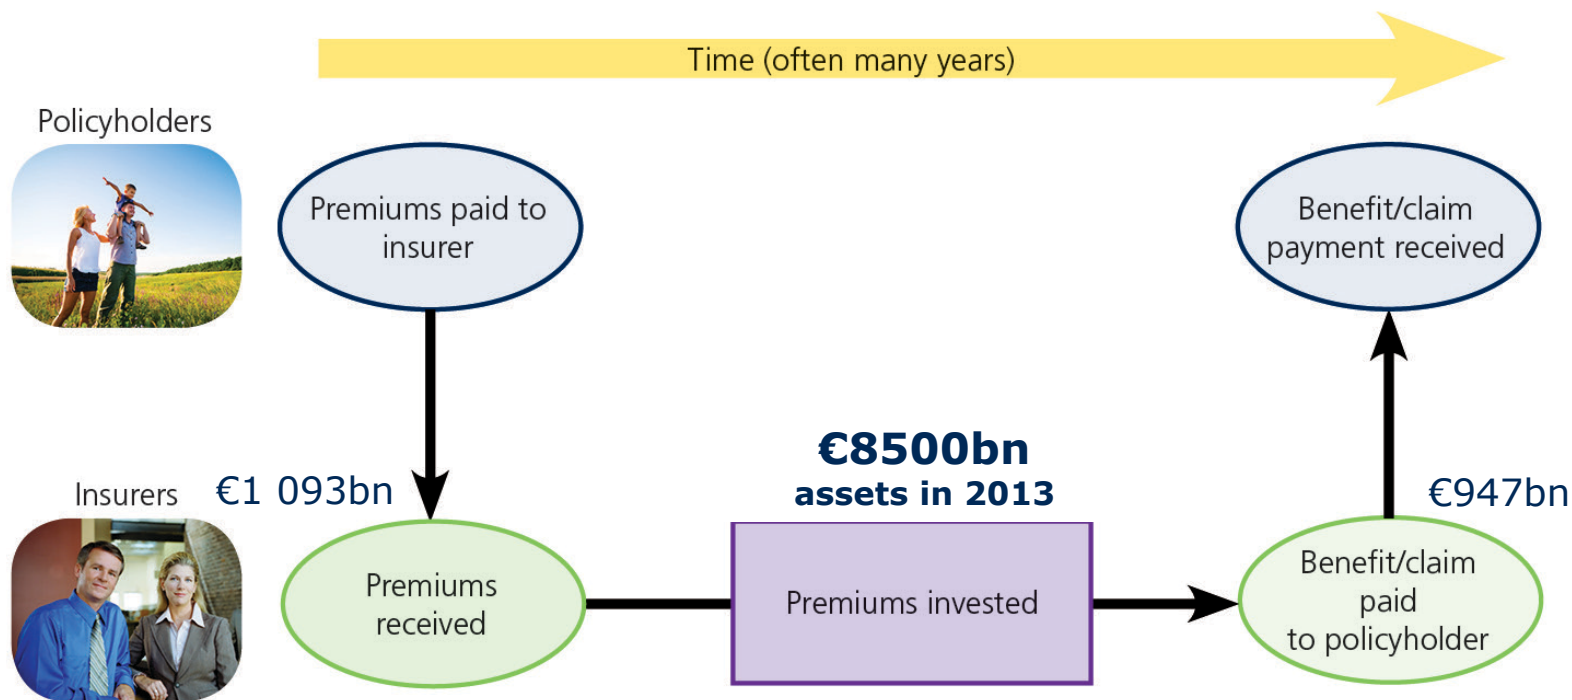 Time (often many years)
Policyholders
Premiums paid to
insurer
Benefit/claim
payment received
€8500bn
assets in 2013
Insurers
€1 093bn
€947bn
Premiums
received
Premiums invested
Benefit/claim
paid
to policyholder